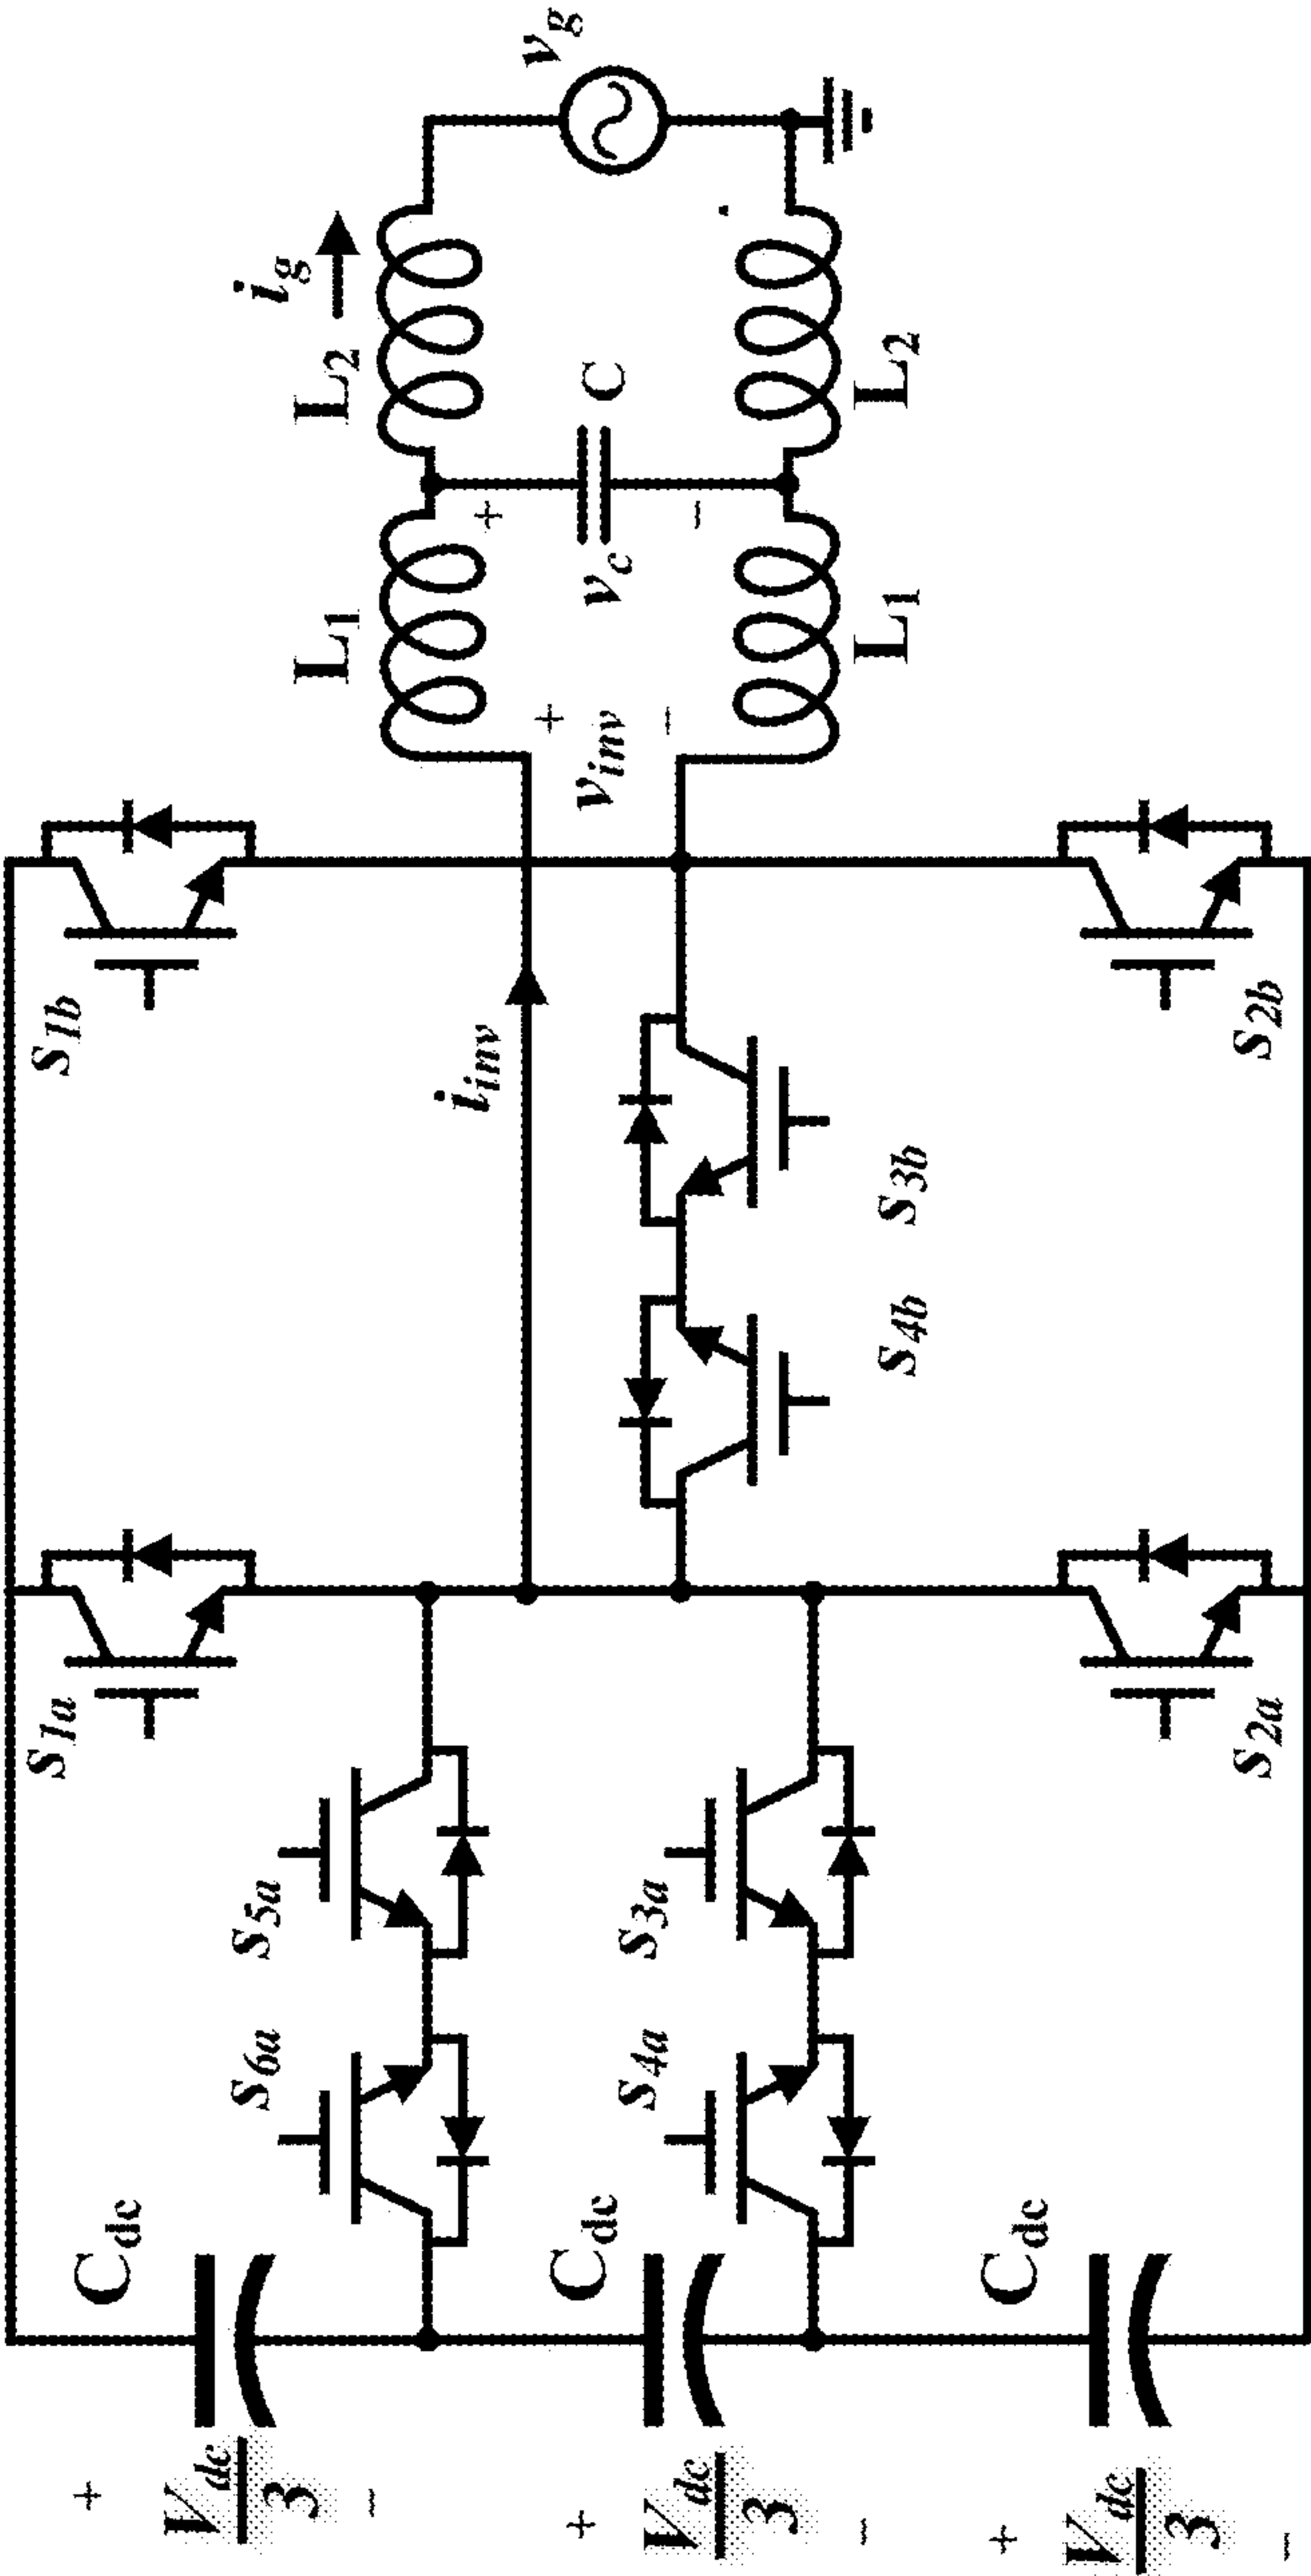 +
V_dc/3
−
+
V_dc/3
−
+
V_dc/3
−
C_dc
C_dc
C_dc
S_6a
S_5a
S_4a
S_3a
S_1a
S_2a
S_4b
S_3b
i_inv
S_1b
S_2b
+
v_inv
−
L_1
L_1
+
v_c
−
C
L_2
L_2
i_g
v_g